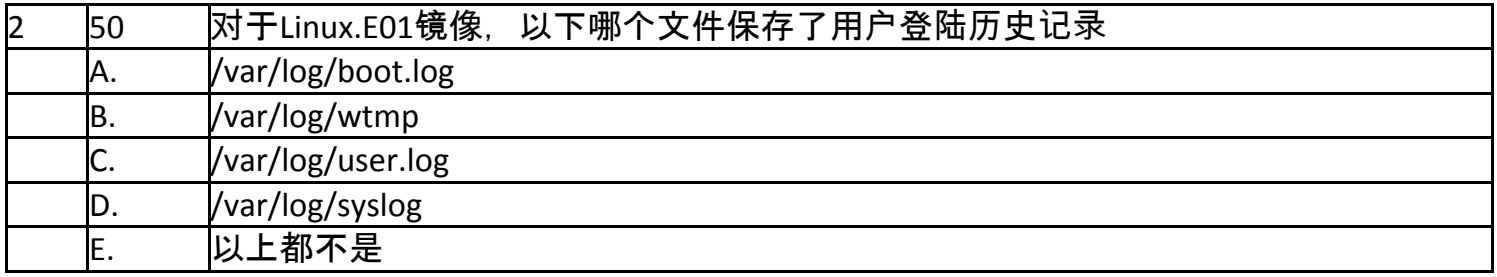 2 50 对于Linux.E01镜像，以下哪个文件保存了用户登陆历史记录
A. /var/log/boot.log
B. /var/log/wtmp
C. /var/log/user.log
D. /var/log/syslog
E. 以上都不是